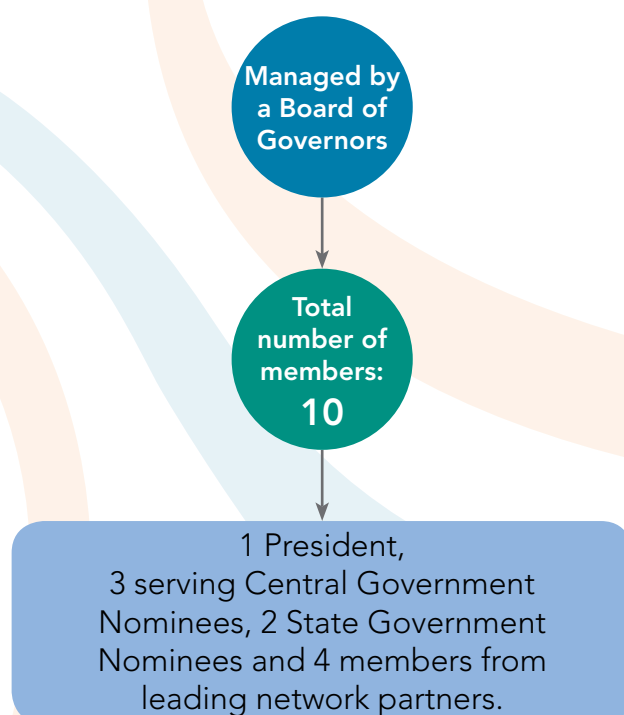 Managed by
a Board of
Governors
Total
number of
members:
10
1 President,
3 serving Central Government
Nominees, 2 State Government
Nominees and 4 members from
leading network partners.